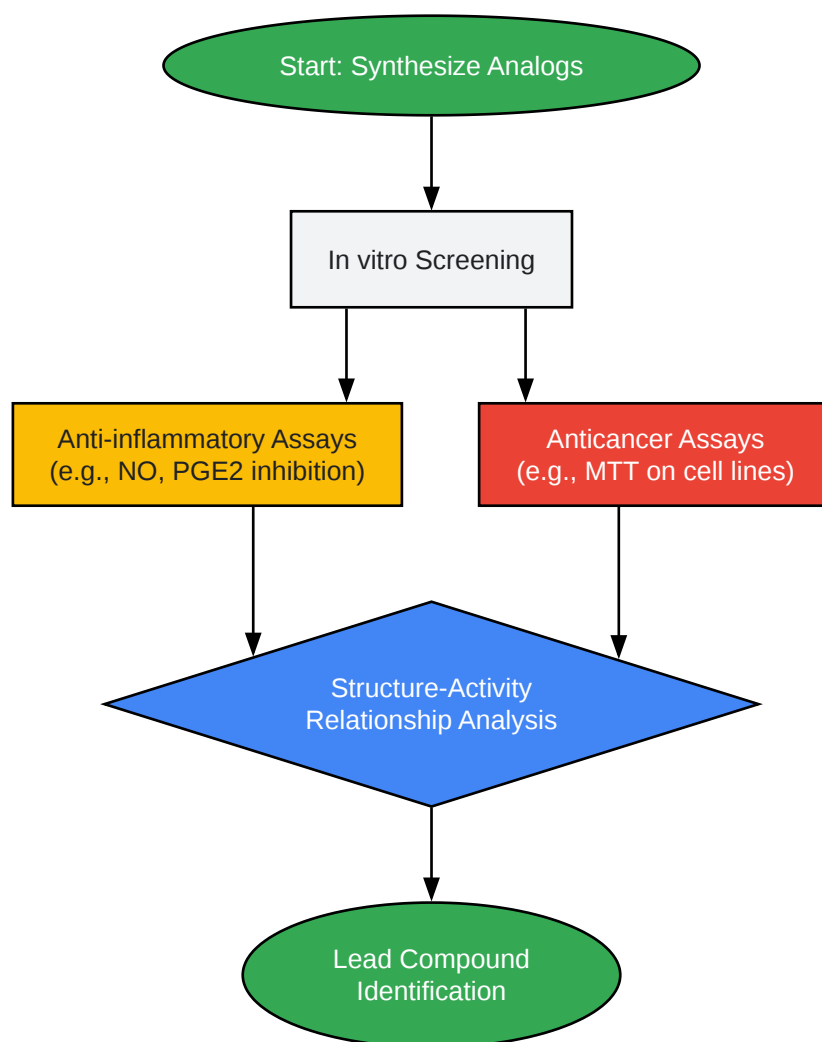 Start: Synthesize Analogs
In vitro Screening
Anti-inflammatory Assays
(e.g., NO, PGE2 inhibition)
Anticancer Assays
(e.g., MTT on cell lines)
Structure-Activity
Relationship Analysis
Lead Compound
Identification